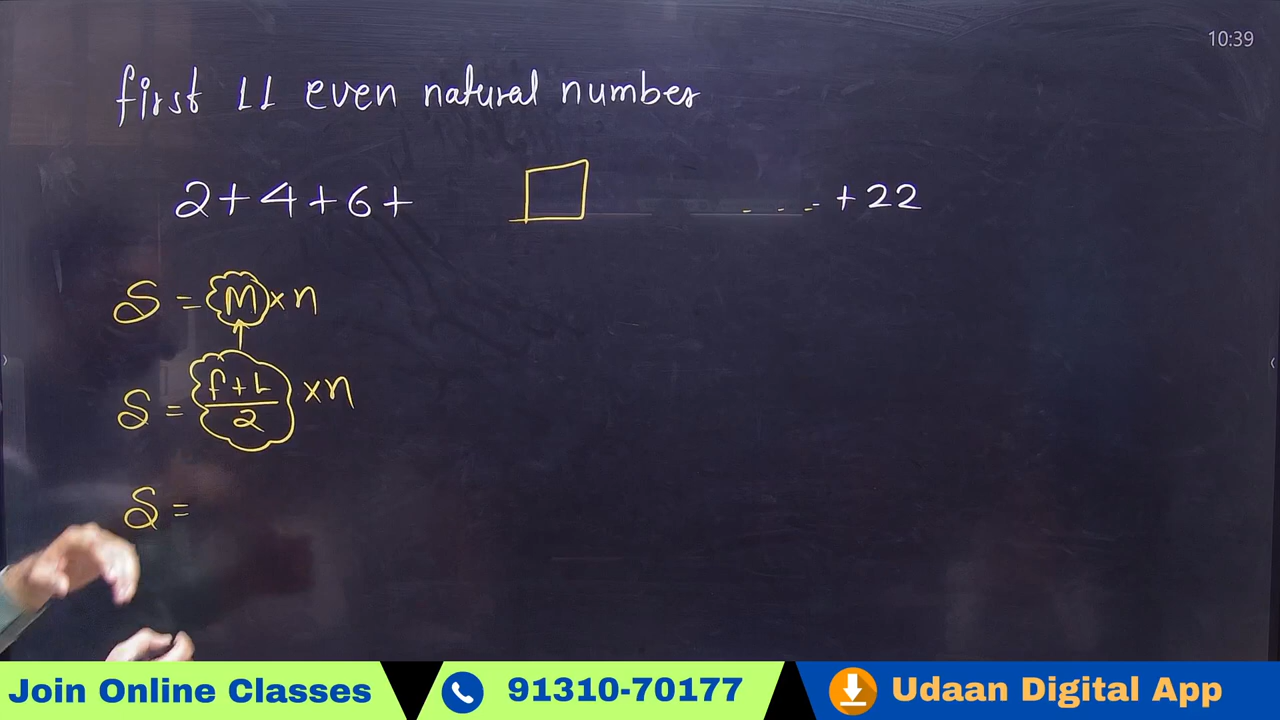 10:39
first 11 even natural number
2+4+6+ - - - +22
S = M×n
S = f+L/2 ×n
S =
Join Online Classes 91310-70177 Udaan Digital App